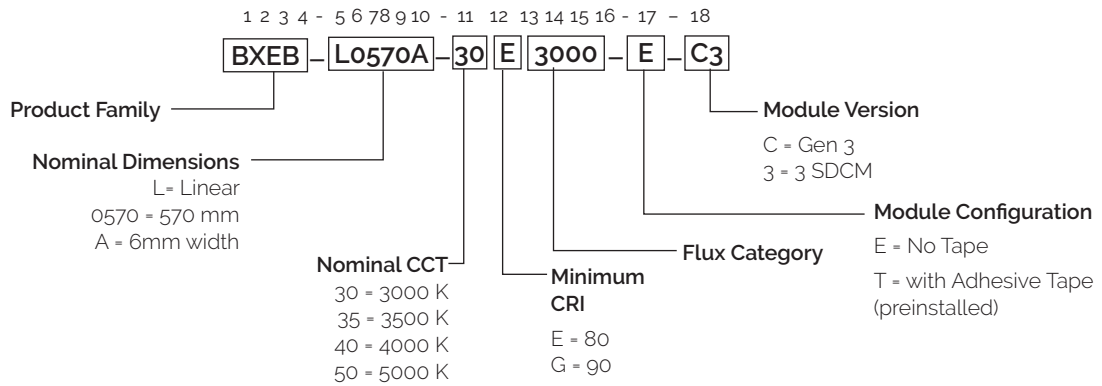 1 2 3 4 - 5 6 78 9 10 - 11 12 13 14 15 16 - 17 - 18
BXEB – L0570A – 30 E 3000 – E – C3
Product Family
Nominal Dimensions
L= Linear
0570 = 570 mm
A = 6mm width
Nominal CCT
30 = 3000 K
35 = 3500 K
40 = 4000 K
50 = 5000 K
Minimum
CRI
E = 80
G = 90
Flux Category
Module Version
C = Gen 3
3 = 3 SDCM
Module Configuration
E = No Tape
T = with Adhesive Tape
(preinstalled)